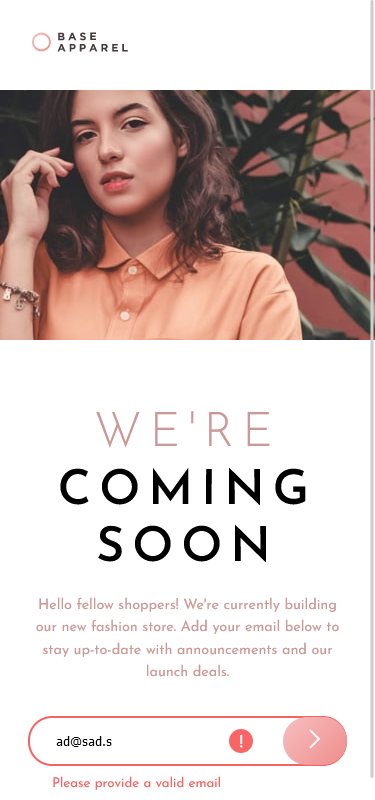 BASE
APPAREL
WE'RE
COMING
SOON
Hello fellow shoppers! We're currently building
our new fashion store. Add your email below to
stay up-to-date with announcements and our
launch deals.
ad@sad.s
!
Please provide a valid email